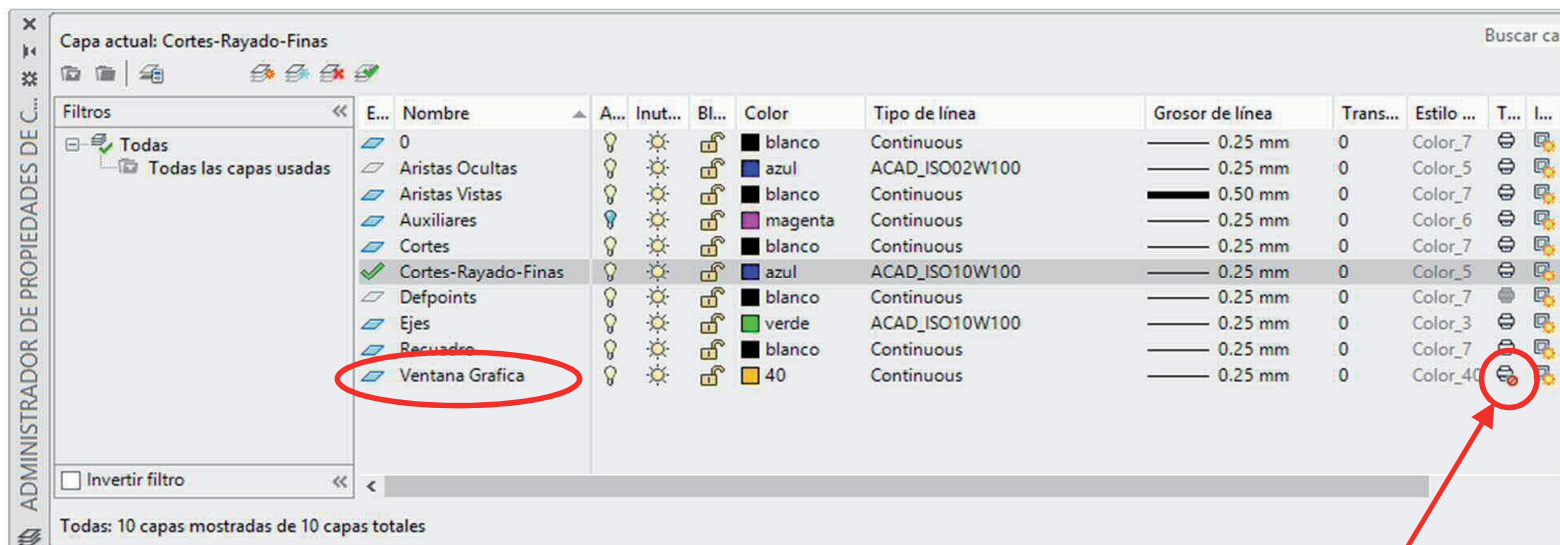 Capa actual: Cortes-Rayado-Finas
Buscar ca
ADMINISTRADOR DE PROPIEDADES DE C...
Filtros
Todas
Todas las capas usadas
Invertir filtro
E... Nombre A... Inut... Bl... Color Tipo de línea Grosor de línea Trans... Estilo ... T... I...
0 blanco Continuous 0.25 mm 0 Color_7
Aristas Ocultas azul ACAD_ISO02W100 0.25 mm 0 Color_5
Aristas Vistas blanco Continuous 0.50 mm 0 Color_7
Auxiliares magenta Continuous 0.25 mm 0 Color_6
Cortes blanco Continuous 0.25 mm 0 Color_7
Cortes-Rayado-Finas azul ACAD_ISO10W100 0.25 mm 0 Color_5
Defpoints blanco Continuous 0.25 mm 0 Color_7
Ejes verde ACAD_ISO10W100 0.25 mm 0 Color_3
Recuadro blanco Continuous 0.25 mm 0 Color_7
Ventana Grafica 40 Continuous 0.25 mm 0 Color_40
Todas: 10 capas mostradas de 10 capas totales